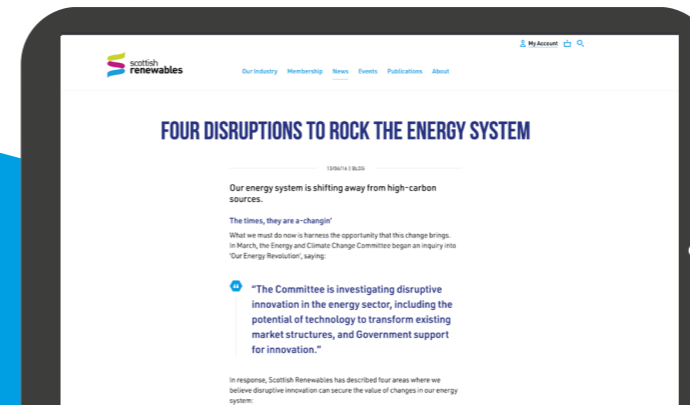 My Account
scottish
renewables
Our Industry Membership News Events Publications About
FOUR DISRUPTIONS TO ROCK THE ENERGY SYSTEM
13/06/16 | BLOG
Our energy system is shifting away from high-carbon
sources.
The times, they are a-changin'
What we must do now is harness the opportunity that this change brings.
In March, the Energy and Climate Change Committee began an inquiry into
'Our Energy Revolution', saying:
"The Committee is investigating disruptive
innovation in the energy sector, including the
potential of technology to transform existing
market structures, and Government support
for innovation."
In response, Scottish Renewables has described four areas where we
believe disruptive innovation can secure the value of changes in our energy
system: